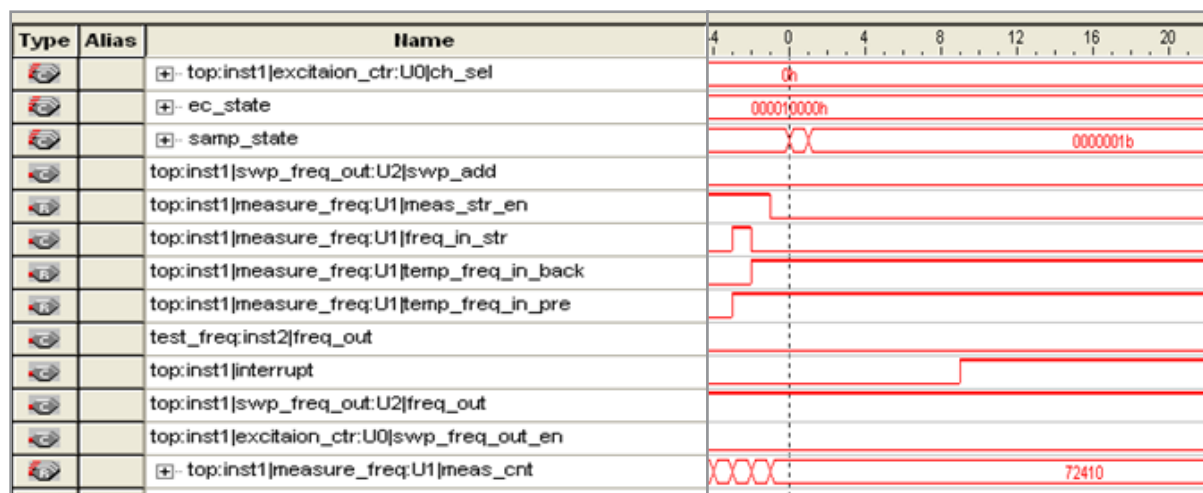 Type Alias Name -4 0 4 8 12 16 20
top:inst1|excitaion_ctr:U0|ch_sel 0h
ec_state 000010000h
samp_state 0000001b
top:inst1|swp_freq_out:U2|swp_add
top:inst1|measure_freq:U1|meas_str_en
top:inst1|measure_freq:U1|freq_in_str
top:inst1|measure_freq:U1|temp_freq_in_back
top:inst1|measure_freq:U1|temp_freq_in_pre
test_freq:inst2|freq_out
top:inst1|interrupt
top:inst1|swp_freq_out:U2|freq_out
top:inst1|excitaion_ctr:U0|swp_freq_out_en
top:inst1|measure_freq:U1|meas_cnt 72410